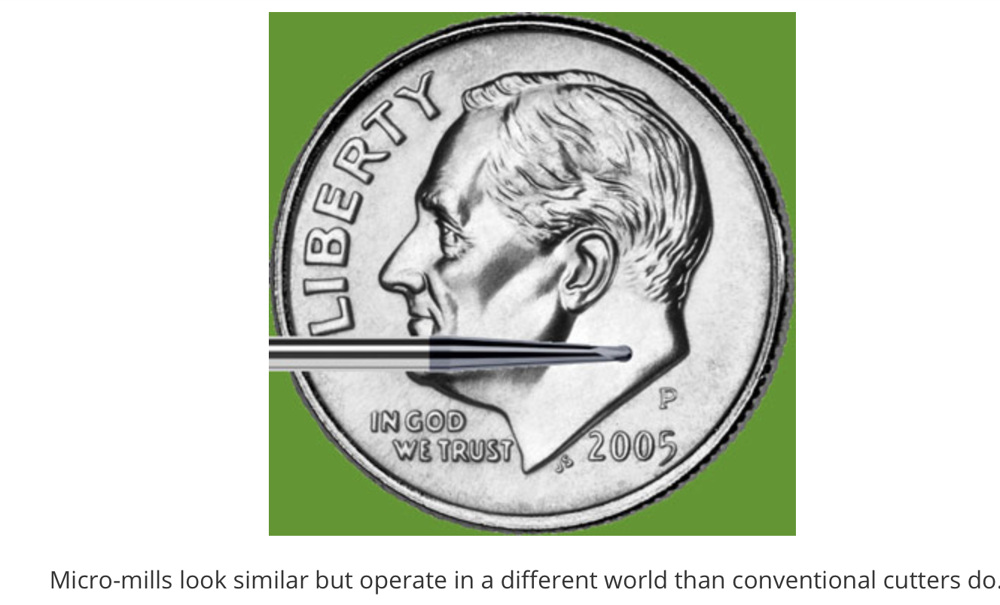 LIBERTY
P
IN GOD
WE TRUST
JS
2005
Micro-mills look similar but operate in a different world than conventional cutters do.